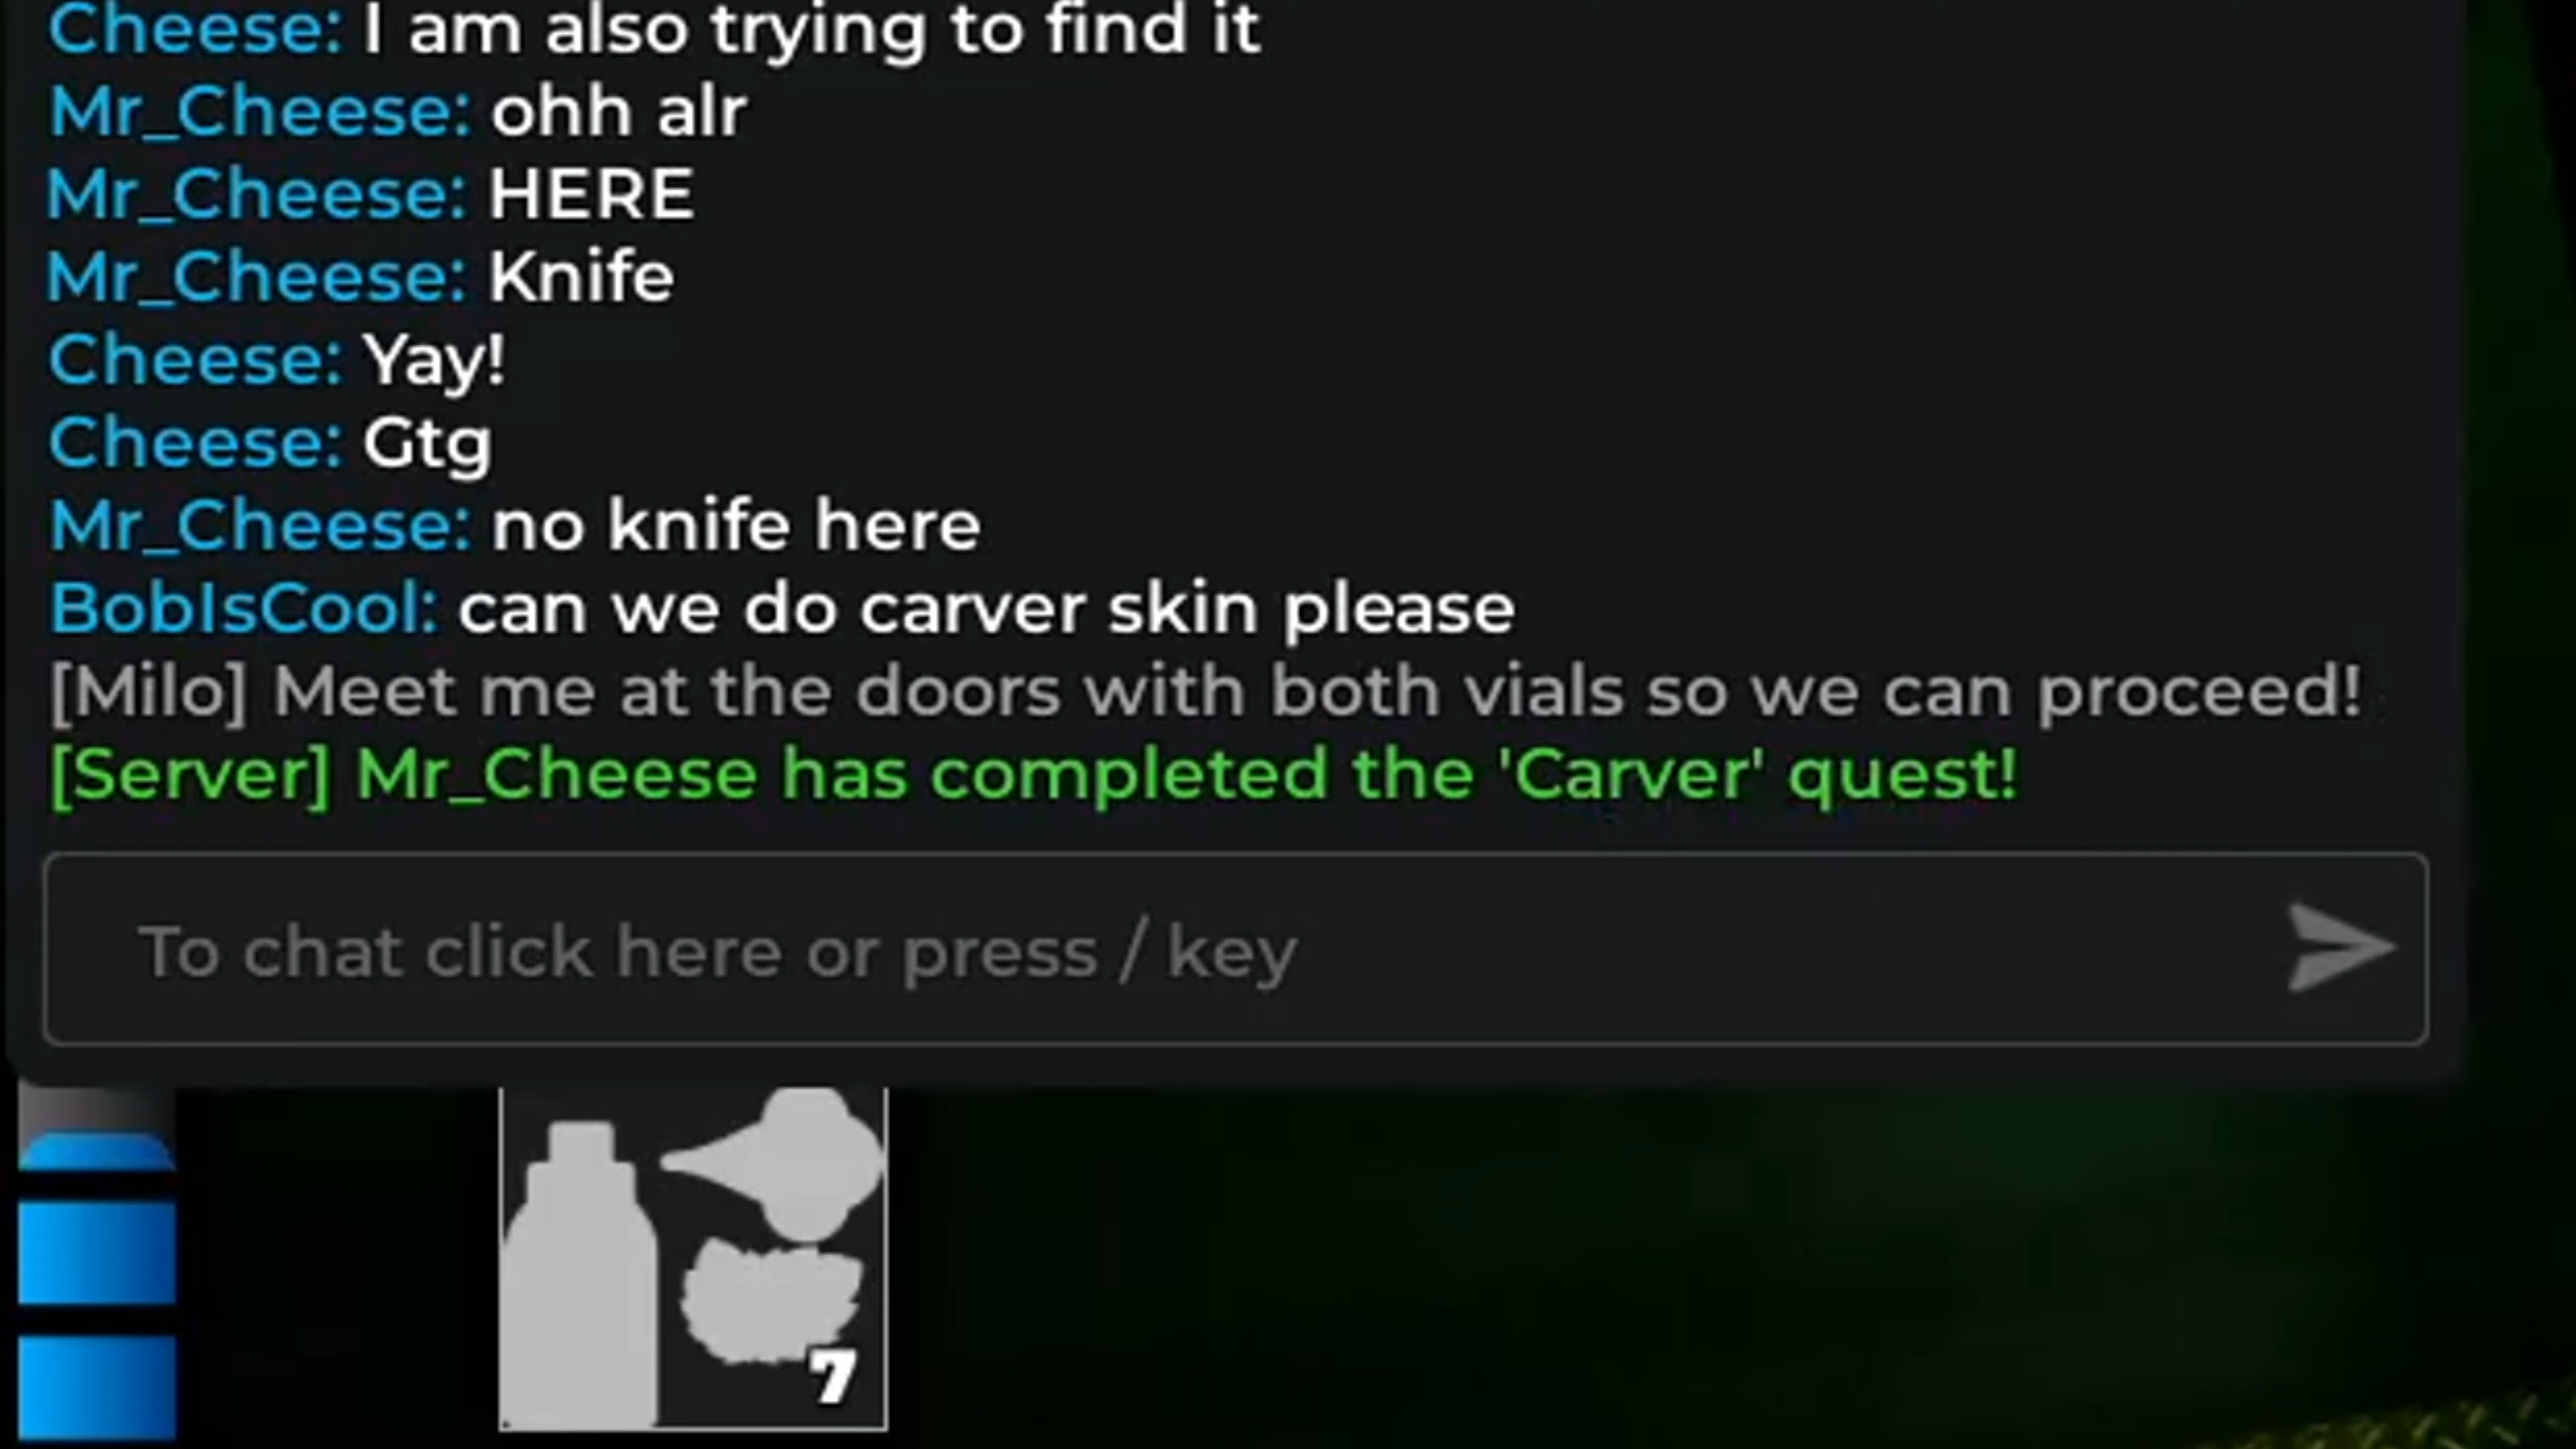 Cheese: I am also trying to find it
Mr_Cheese: ohh alr
Mr_Cheese: HERE
Mr_Cheese: Knife
Cheese: Yay!
Cheese: Gtg
Mr_Cheese: no knife here
BobIsCool: can we do carver skin please
[Milo] Meet me at the doors with both vials so we can proceed!
[Server] Mr_Cheese has completed the 'Carver' quest!
To chat click here or press / key
7